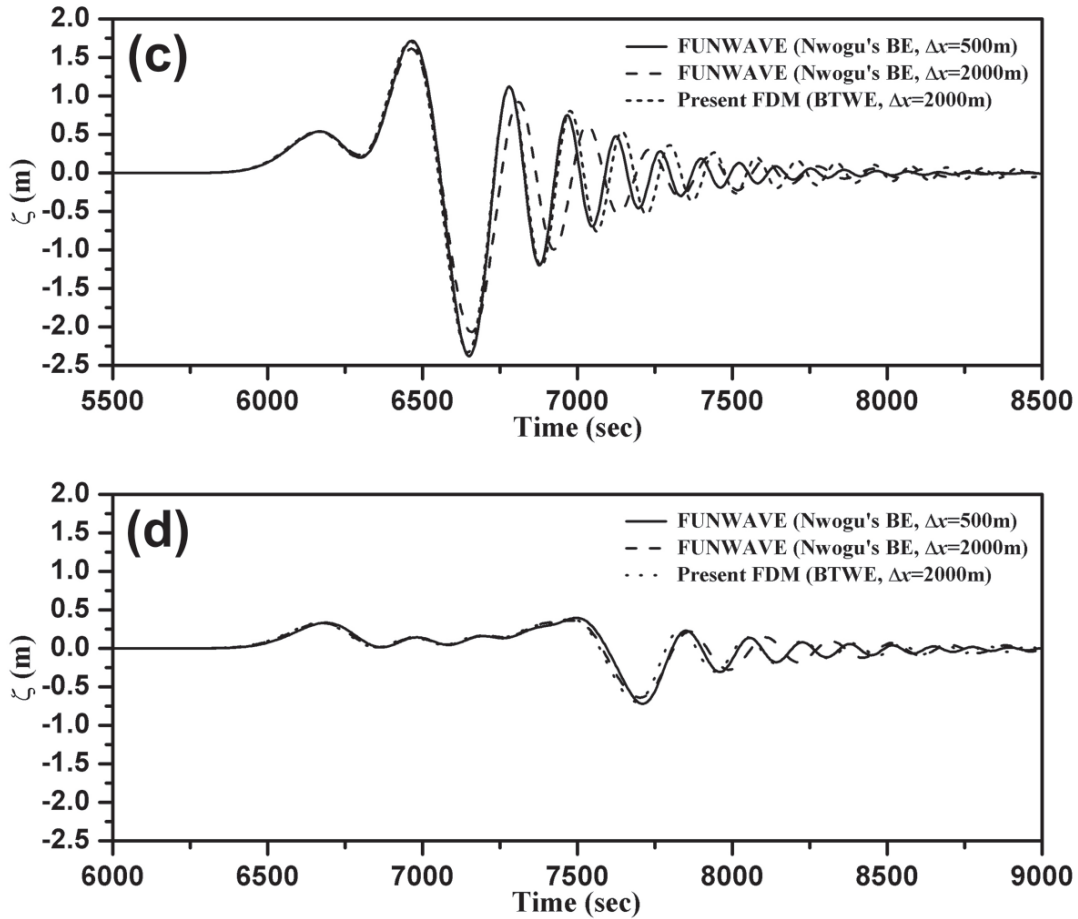 (c)
FUNWAVE (Nwogu's BE, Δx=500m)
FUNWAVE (Nwogu's BE, Δx=2000m)
Present FDM (BTWE, Δx=2000m)
ζ (m)
2.0
1.5
1.0
0.5
0.0
-0.5
-1.0
-1.5
-2.0
-2.5
5500 6000 6500 7000 7500 8000 8500
Time (sec)
(d)
FUNWAVE (Nwogu's BE, Δx=500m)
FUNWAVE (Nwogu's BE, Δx=2000m)
Present FDM (BTWE, Δx=2000m)
ζ (m)
2.0
1.5
1.0
0.5
0.0
-0.5
-1.0
-1.5
-2.0
-2.5
6000 6500 7000 7500 8000 8500 9000
Time (sec)